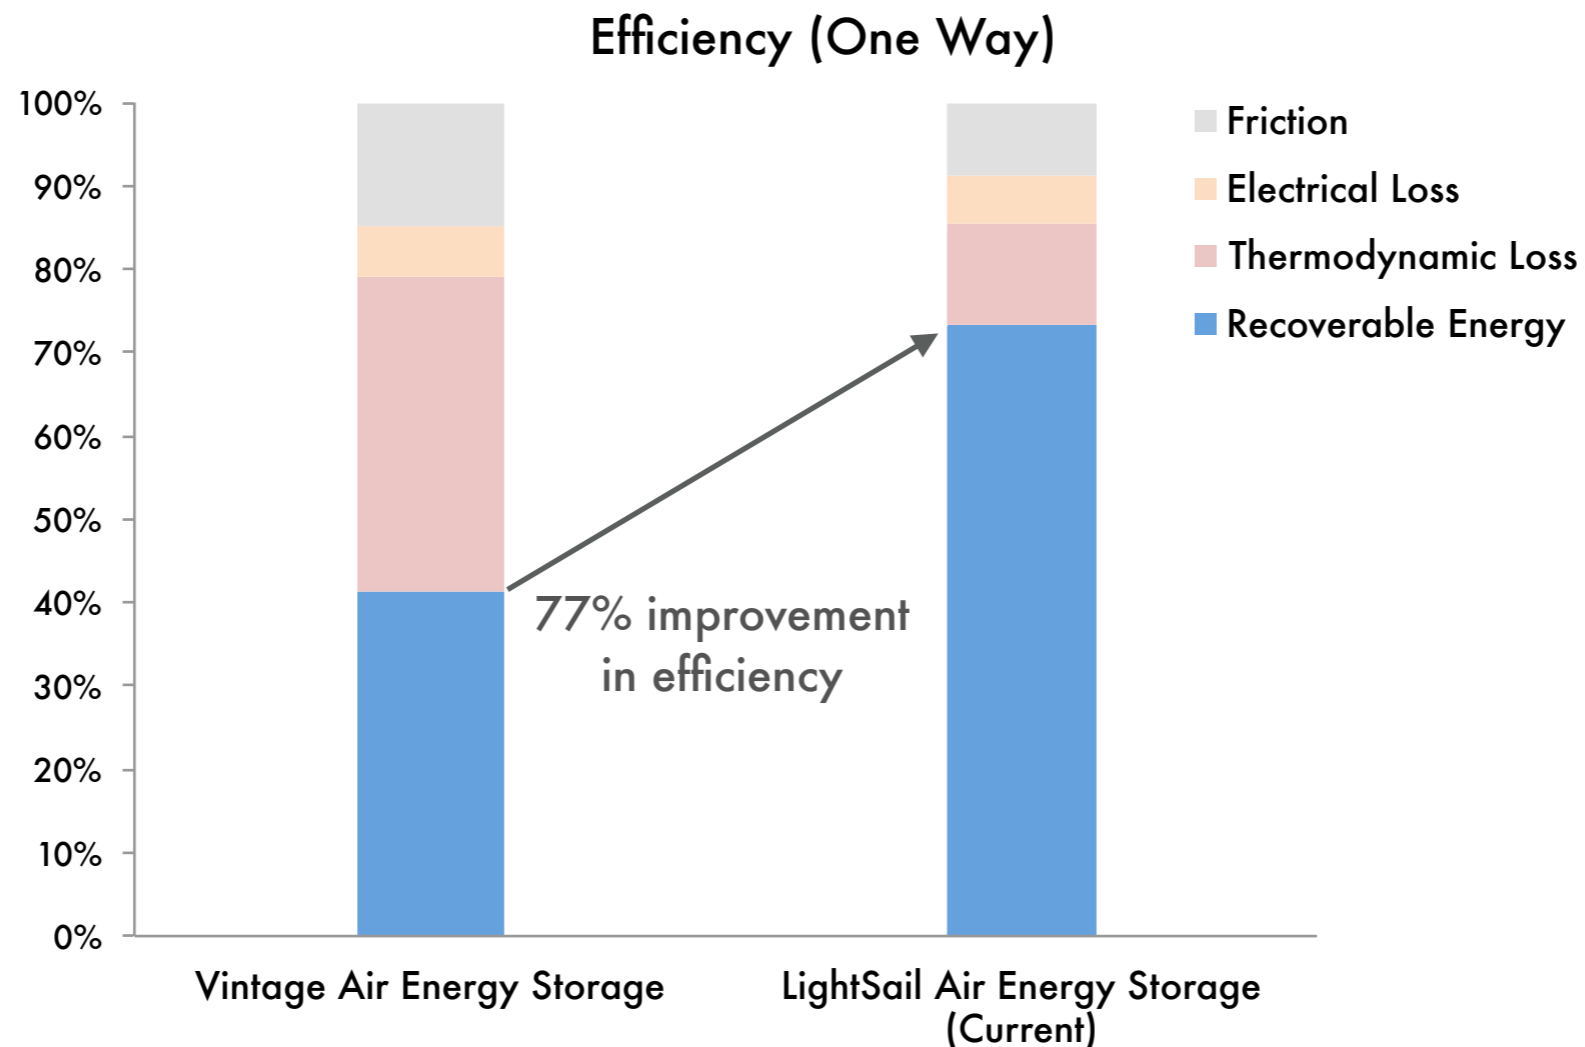 Efficiency (One Way)
100%
90%
80%
70%
60%
50%
40%
30%
20%
10%
0%
Friction
Electrical Loss
Thermodynamic Loss
Recoverable Energy
77% improvement
in efficiency
Vintage Air Energy Storage
LightSail Air Energy Storage
(Current)